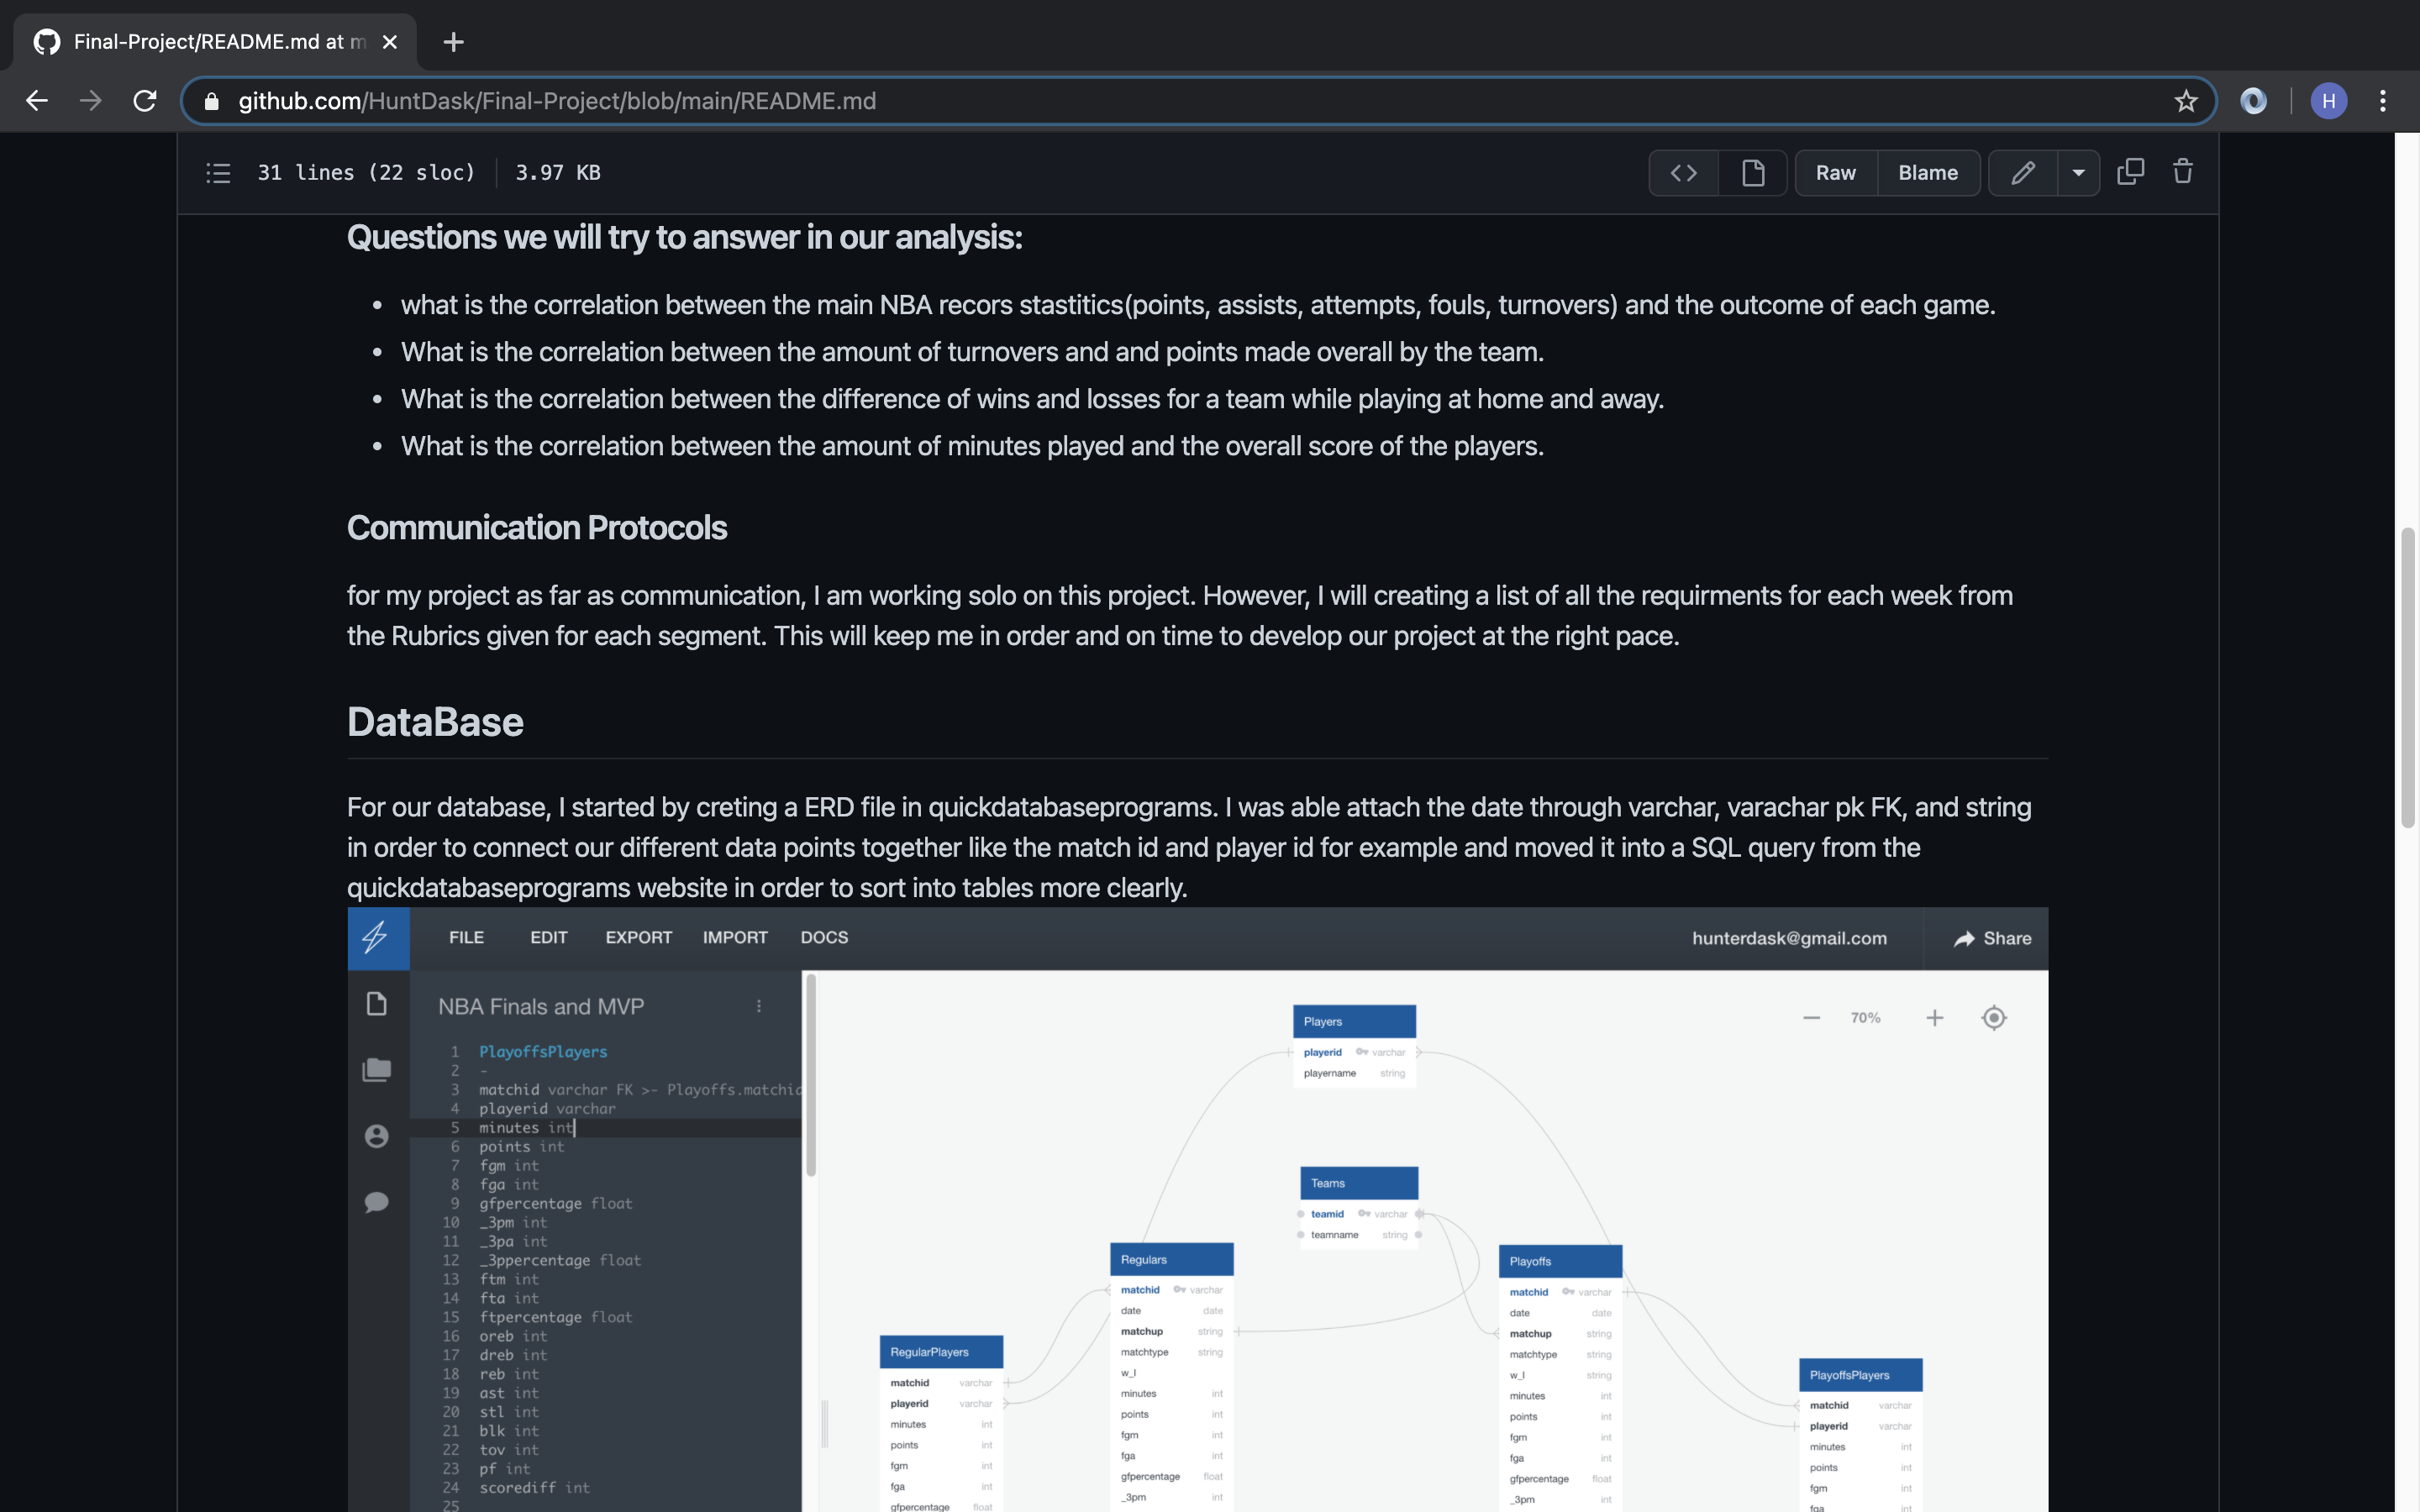 Final-Project/README.md at m
github.com/HuntDask/Final-Project/blob/main/README.md
H
31 lines (22 sloc) 3.97 KB
Raw Blame
Questions we will try to answer in our analysis:
• what is the correlation between the main NBA recors stastitics(points, assists, attempts, fouls, turnovers) and the outcome of each game.
• What is the correlation between the amount of turnovers and and points made overall by the team.
• What is the correlation between the difference of wins and losses for a team while playing at home and away.
• What is the correlation between the amount of minutes played and the overall score of the players.
Communication Protocols
for my project as far as communication, I am working solo on this project. However, I will creating a list of all the requirments for each week from
the Rubrics given for each segment. This will keep me in order and on time to develop our project at the right pace.
DataBase
For our database, I started by creting a ERD file in quickdatabaseprograms. I was able attach the date through varchar, varachar pk FK, and string
in order to connect our different data points together like the match id and player id for example and moved it into a SQL query from the
quickdatabaseprograms website in order to sort into tables more clearly.
FILE EDIT EXPORT IMPORT DOCS hunterdask@gmail.com Share
NBA Finals and MVP
1 PlayoffsPlayers
2 -
3 matchid varchar FK >- Playoffs.matchid
4 playerid varchar
5 minutes int
6 points int
7 fgm int
8 fga int
9 gfpercentage float
10 _3pm int
11 _3pa int
12 _3ppercentage float
13 ftm int
14 fta int
15 ftpercentage float
16 oreb int
17 dreb int
18 reb int
19 ast int
20 stl int
21 blk int
22 tov int
23 pf int
24 scorediff int
25
70%
Players
playerid varchar
playername string
Teams
teamid varchar
teamname string
Regulars
matchid varchar
date date
matchup string
matchtype string
w_l
minutes int
points int
fgm int
fga int
gfpercentage float
_3pm int
Playoffs
matchid varchar
date date
matchup string
matchtype string
w_l string
minutes int
points int
fgm int
fga int
gfpercentage float
_3pm int
RegularPlayers
matchid varchar
playerid varchar
minutes int
points int
fgm int
fga int
gfpercentage float
PlayoffsPlayers
matchid varchar
playerid varchar
minutes int
points int
fgm int
fga int